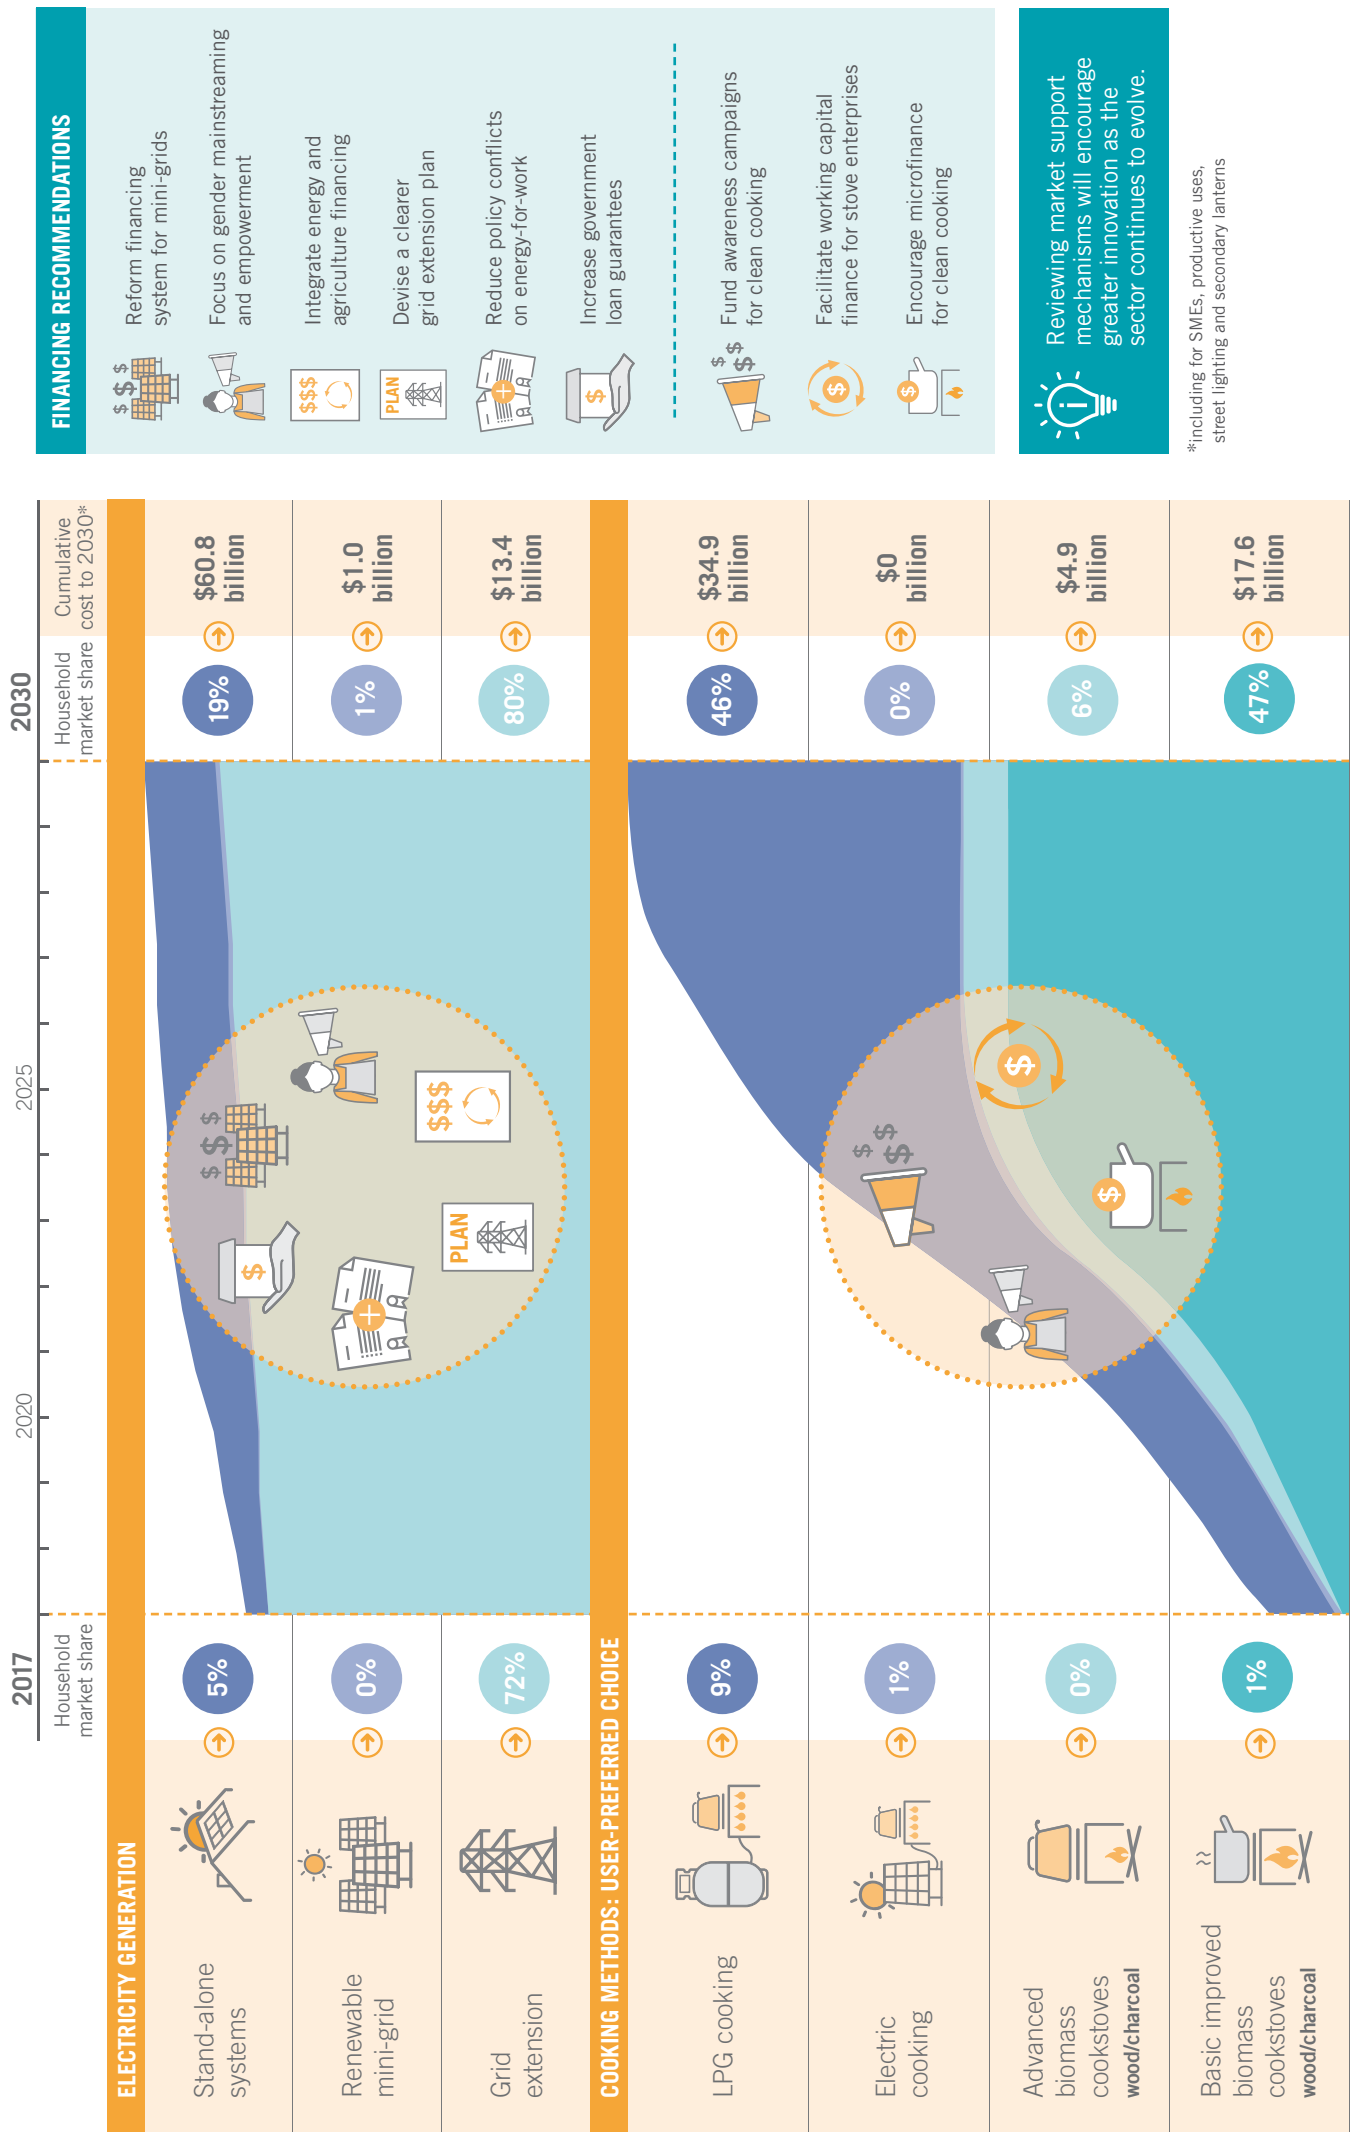 2017
2020
2025
2030
Household
market share
Household
market share
Cumulative
cost to 2030*
ELECTRICITY GENERATION
Stand-alone
systems
5%
19%
$60.8
billion
Renewable
mini-grid
0%
1%
$1.0
billion
Grid
extension
72%
80%
$13.4
billion
$ $ $
$
PLAN
$$$
COOKING METHODS: USER-PREFERRED CHOICE
LPG cooking
9%
46%
$34.9
billion
Electric
cooking
1%
0%
$0
billion
Advanced
biomass
cookstoves
wood/charcoal
0%
6%
$4.9
billion
Basic improved
biomass
cookstoves
wood/charcoal
1%
47%
$17.6
billion
$ $ $
$
$
FINANCING RECOMMENDATIONS
$ $ $
Reform financing
system for mini-grids
Focus on gender mainstreaming
and empowerment
$$$
Integrate energy and
agriculture financing
PLAN
Devise a clearer
grid extension plan
Reduce policy conflicts
on energy-for-work
$
Increase government
loan guarantees
$ $ $
Fund awareness campaigns
for clean cooking
$
Facilitate working capital
finance for stove enterprises
$
Encourage microfinance
for clean cooking
i
Reviewing market support
mechanisms will encourage
greater innovation as the
sector continues to evolve.
*including for SMEs, productive uses,
street lighting and secondary lanterns